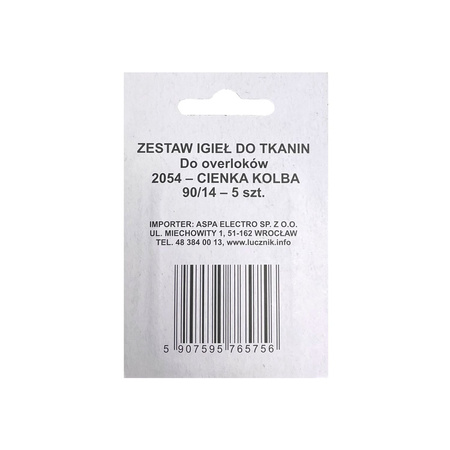 ZESTAW IGIEŁ DO TKANIN
Do overloków
2054 – CIENKA KOLBA
90/14 – 5 szt.
IMPORTER: ASPA ELECTRO SP. Z O.O.
UL. MIECHOWITY 1, 51-162 WROCŁAW
TEL. 48 384 00 13, www.lucznik.info
5 907595 765756